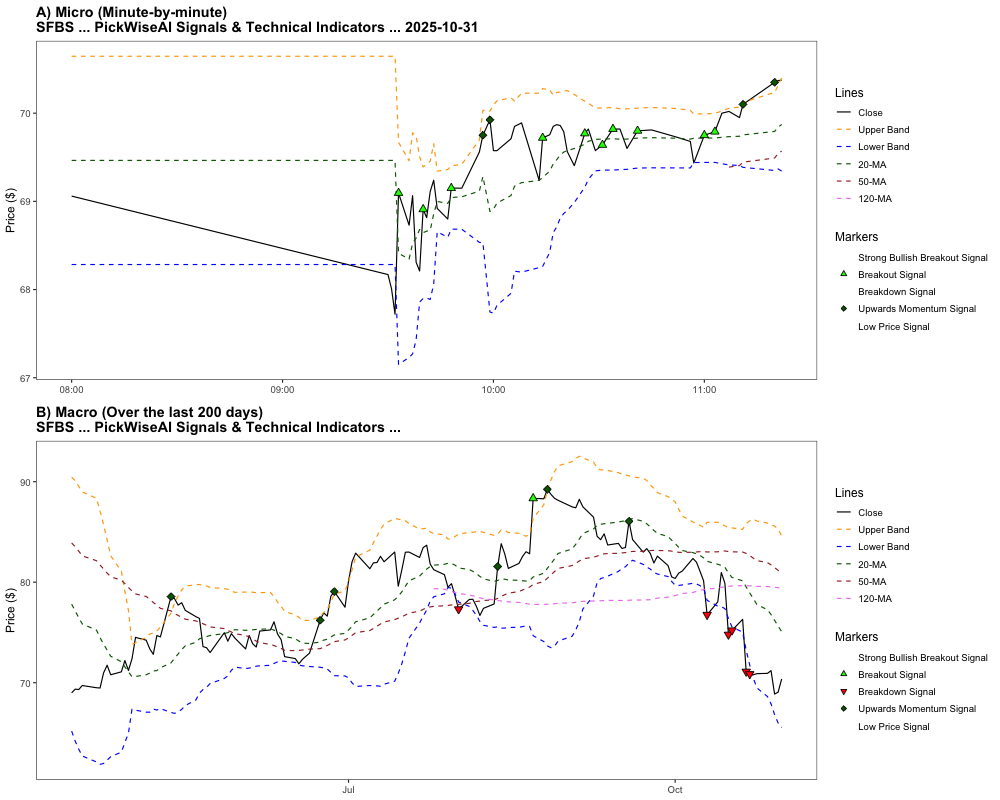 A) Micro (Minute-by-minute)
SFBS ... PickWiseAI Signals & Technical Indicators ... 2025-10-31
Price ($)
70
69
68
67
08:00
09:00
10:00
11:00
Lines
Close
Upper Band
Lower Band
20-MA
50-MA
120-MA
Markers
Strong Bullish Breakout Signal
Breakout Signal
Breakdown Signal
Upwards Momentum Signal
Low Price Signal
B) Macro (Over the last 200 days)
SFBS ... PickWiseAI Signals & Technical Indicators ...
Price ($)
90
80
70
Jul
Oct
Lines
Close
Upper Band
Lower Band
20-MA
50-MA
120-MA
Markers
Strong Bullish Breakout Signal
Breakout Signal
Breakdown Signal
Upwards Momentum Signal
Low Price Signal